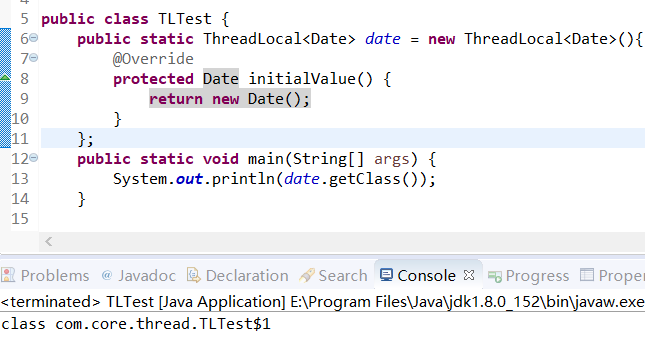 5 public class TLTest {
6 public static ThreadLocal<Date> date = new ThreadLocal<Date>(){
7 @Override
8 protected Date initialValue() {
9 return new Date();
10 }
11 };
12 public static void main(String[] args) {
13 System.out.println(date.getClass());
14 }
15
Problems @ Javadoc Declaration Search Console Progress Proper
<terminated> TLTest [Java Application] E:\Program Files\Java\jdk1.8.0_152\bin\javaw.exe
class com.core.thread.TLTest$1